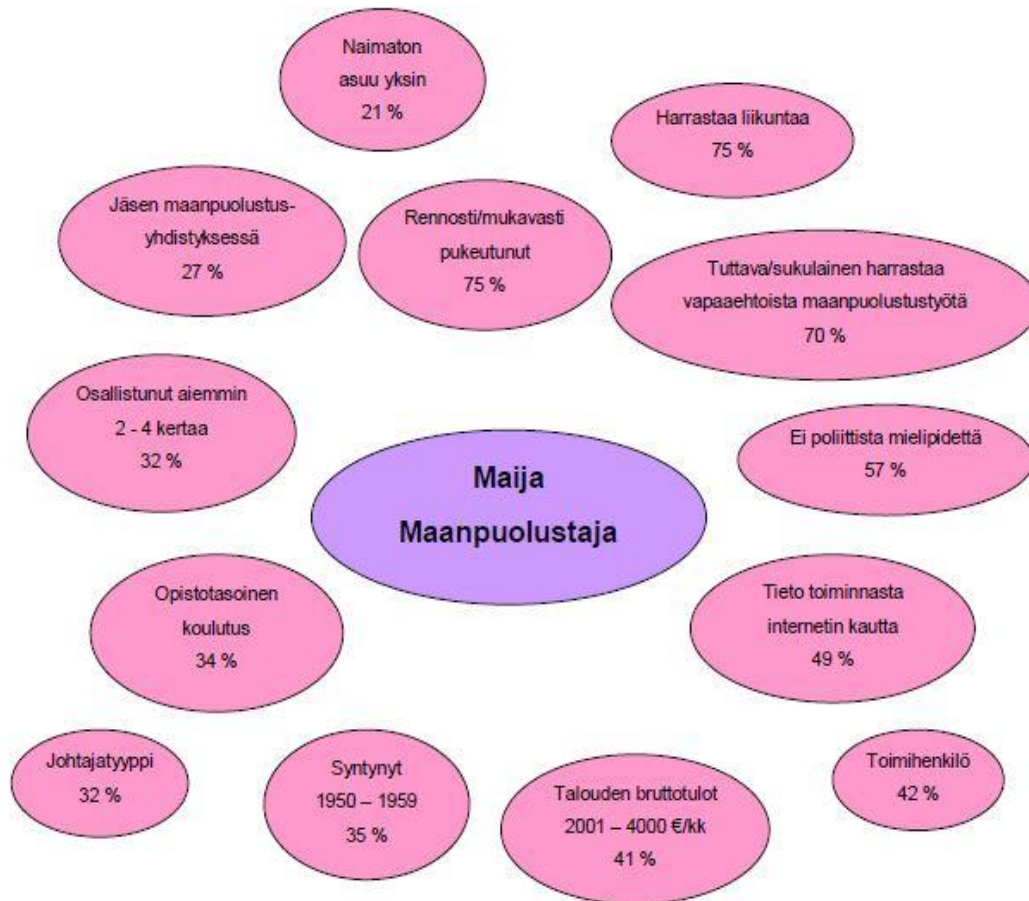 Naimaton
asuu yksin
21 %
Harrastaa liikuntaa
75 %
Jäsen maanpuolustus-
yhdistyksessä
27 %
Rennosti/mukavasti
pukeutunut
75 %
Tuttava/sukulainen harrastaa
vapaaehtoista maanpuolustustyötä
70 %
Osallistunut aiemmin
2 - 4 kertaa
32 %
Ei poliittista mielipidettä
57 %
Maija
Maanpuolustaja
Opistotasoinen
koulutus
34 %
Tieto toiminnasta
internetin kautta
49 %
Johtajatyyppi
32 %
Syntynyt
1950 – 1959
35 %
Talouden bruttotulot
2001 – 4000 €/kk
41 %
Toimihenkilö
42 %